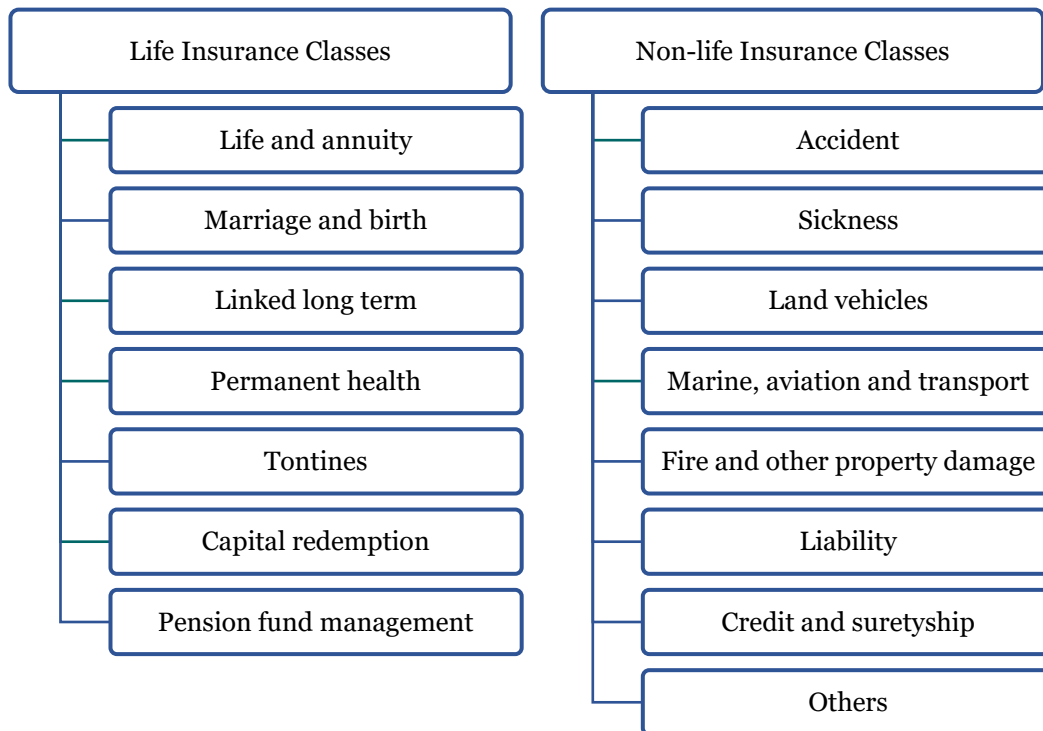 Life Insurance Classes
Life and annuity
Marriage and birth
Linked long term
Permanent health
Tontines
Capital redemption
Pension fund management
Non-life Insurance Classes
Accident
Sickness
Land vehicles
Marine, aviation and transport
Fire and other property damage
Liability
Credit and suretyship
Others